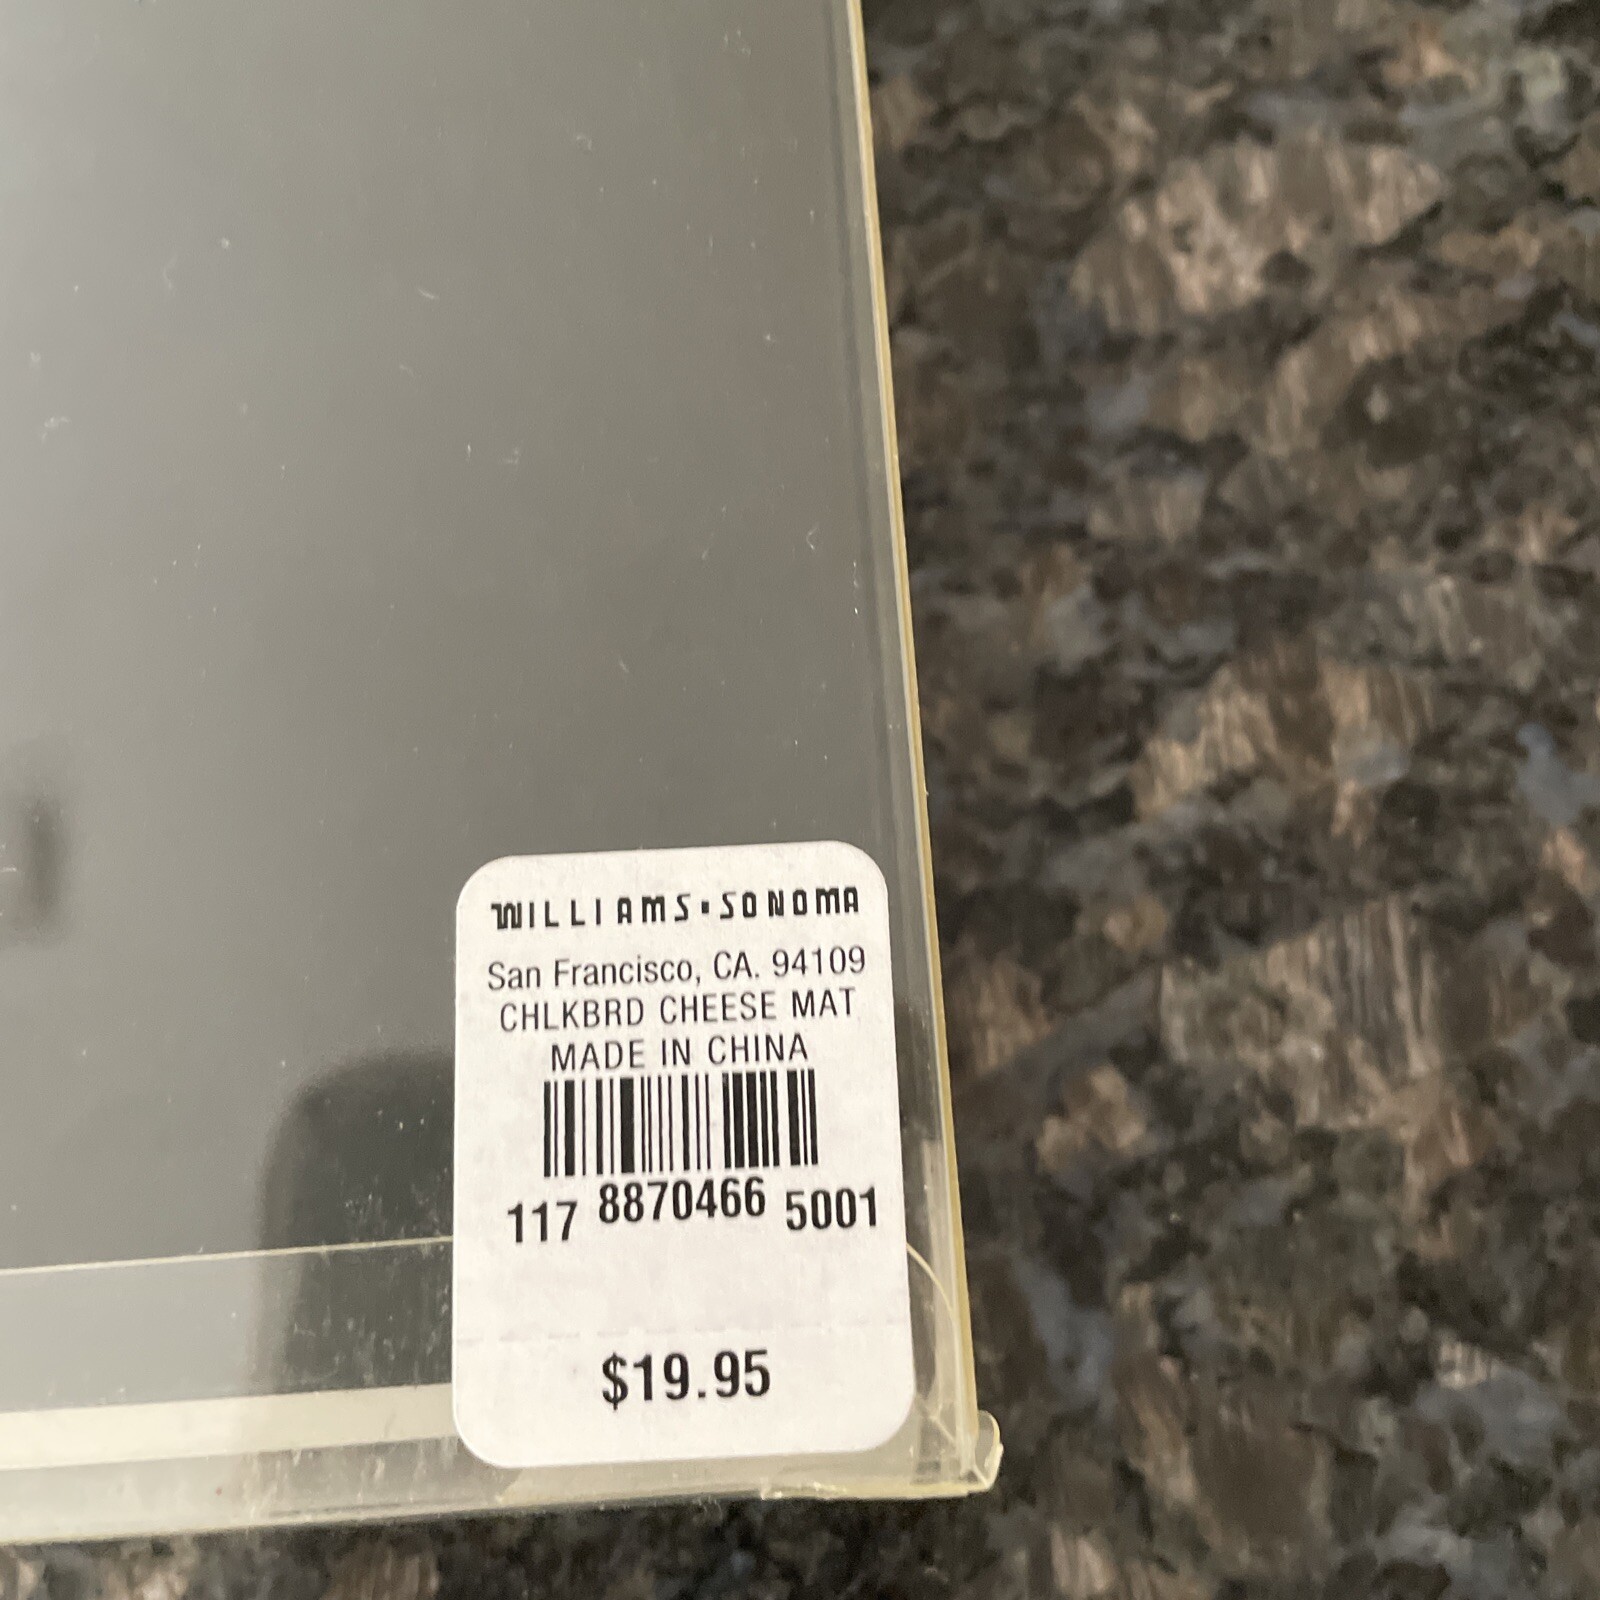 WILLIAMS▪SONOMA
San Francisco, CA. 94109
CHLKBRD CHEESE MAT
MADE IN CHINA
117 8870466 5001
$19.95